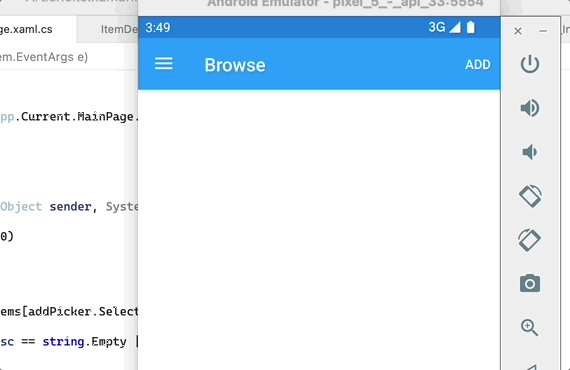 Android Emulator - pixel_5_-_api_33-5554
ge.xaml.cs
ItemDe
3:49
3G
em.EventArgs e)
Browse
ADD
pp.Current.MainPage.
Object sender, Syste
0)
ems[addPicker.Select
sc == string.Empty |